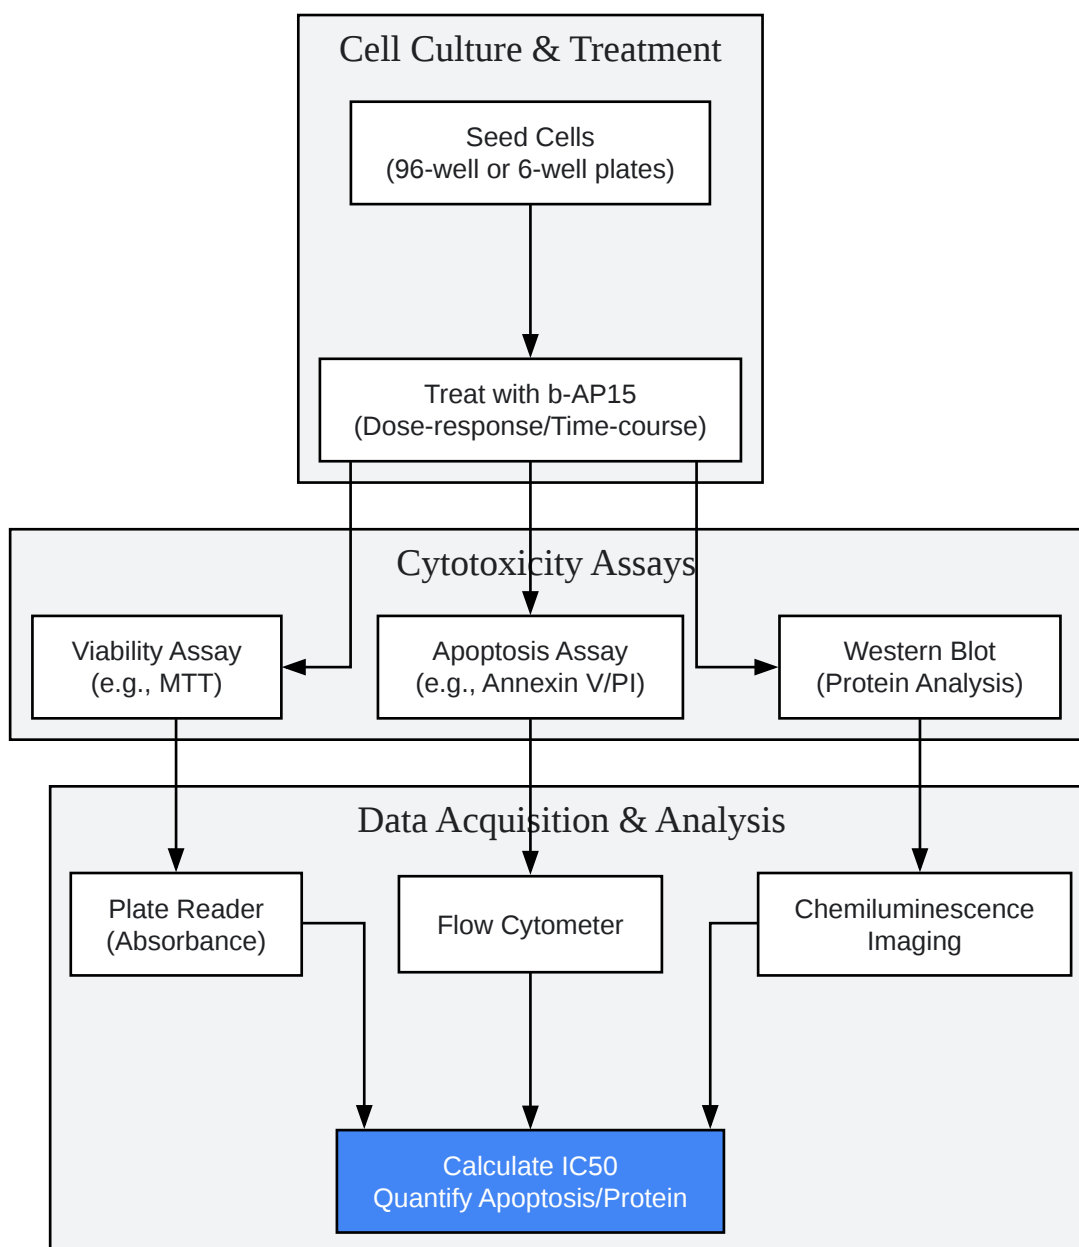 Cell Culture & Treatment
Seed Cells
(96-well or 6-well plates)
Treat with b-AP15
(Dose-response/Time-course)
Cytotoxicity Assays
Viability Assay
(e.g., MTT)
Apoptosis Assay
(e.g., Annexin V/PI)
Western Blot
(Protein Analysis)
Data Acquisition & Analysis
Plate Reader
(Absorbance)
Flow Cytometer
Chemiluminescence
Imaging
Calculate IC50
Quantify Apoptosis/Protein